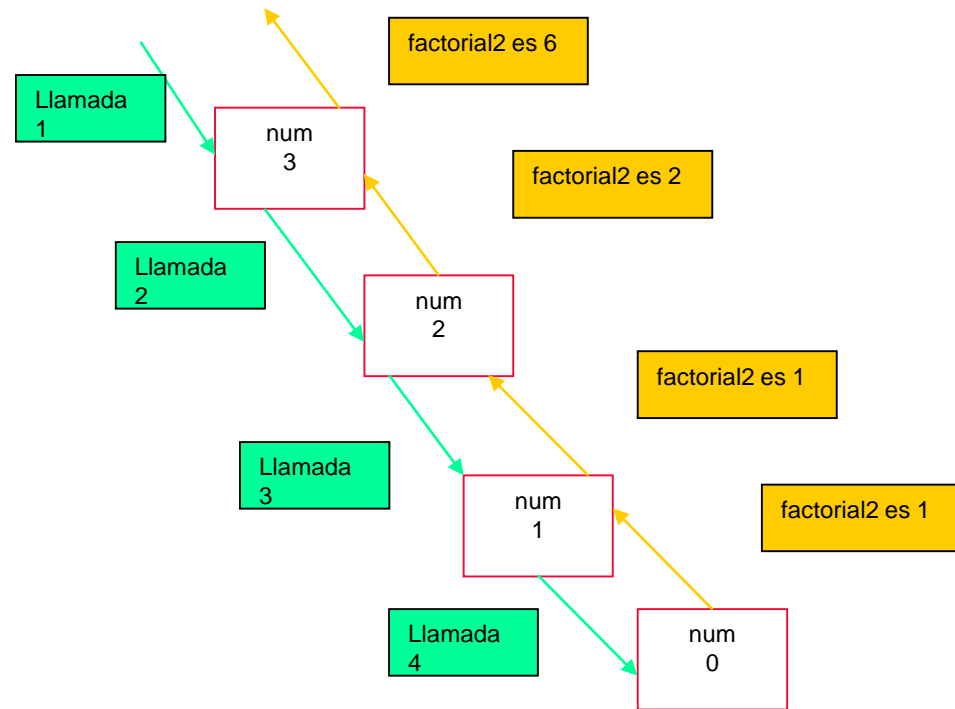 factorial2 es 6
Llamada
1
num
3
factorial2 es 2
Llamada
2
num
2
factorial2 es 1
Llamada
3
num
1
factorial2 es 1
Llamada
4
num
0